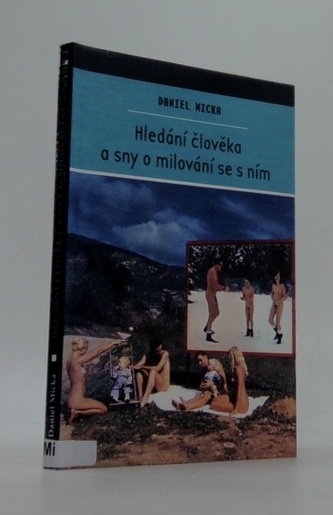 DANIEL MICKA
Hledání člověka
a sny o milování se s ním
Daniel Micka
Mi